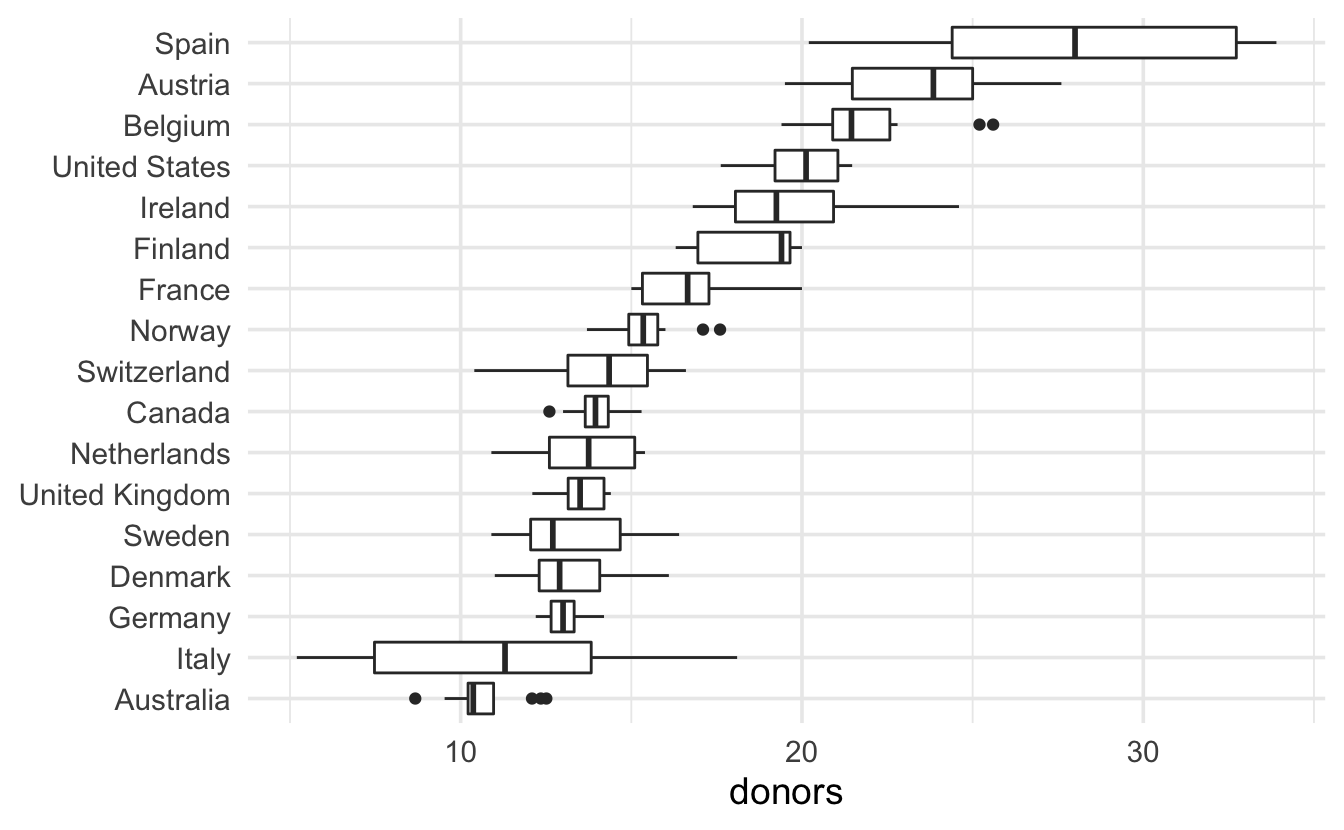 Spain
Austria
Belgium
United States
Ireland
Finland
France
Norway
Switzerland
Canada
Netherlands
United Kingdom
Sweden
Denmark
Germany
Italy
Australia
10 20 30
donors